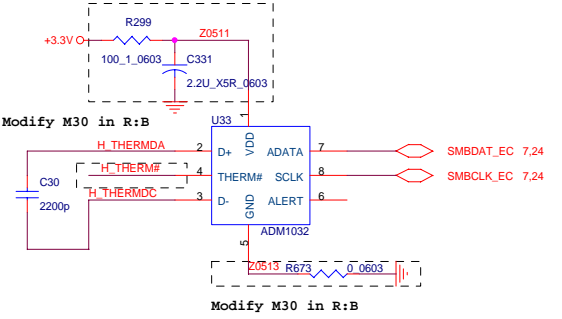 R299
+3.3V
Z0511
100_1_0603
C331
2.2U_X5R_0603
Modify M30 in R:B
U33
1
H_THERMDA
2
D+
VDD
ADATA
7
SMBDAT_EC 7,24
H_THERM#
4
THERM#
SCLK
8
SMBCLK_EC 7,24
C30
2200p
H_THERMDC
3
D-
GND
ALERT
6
5
ADM1032
Z0513
R673
0_0603
Modify M30 in R:B